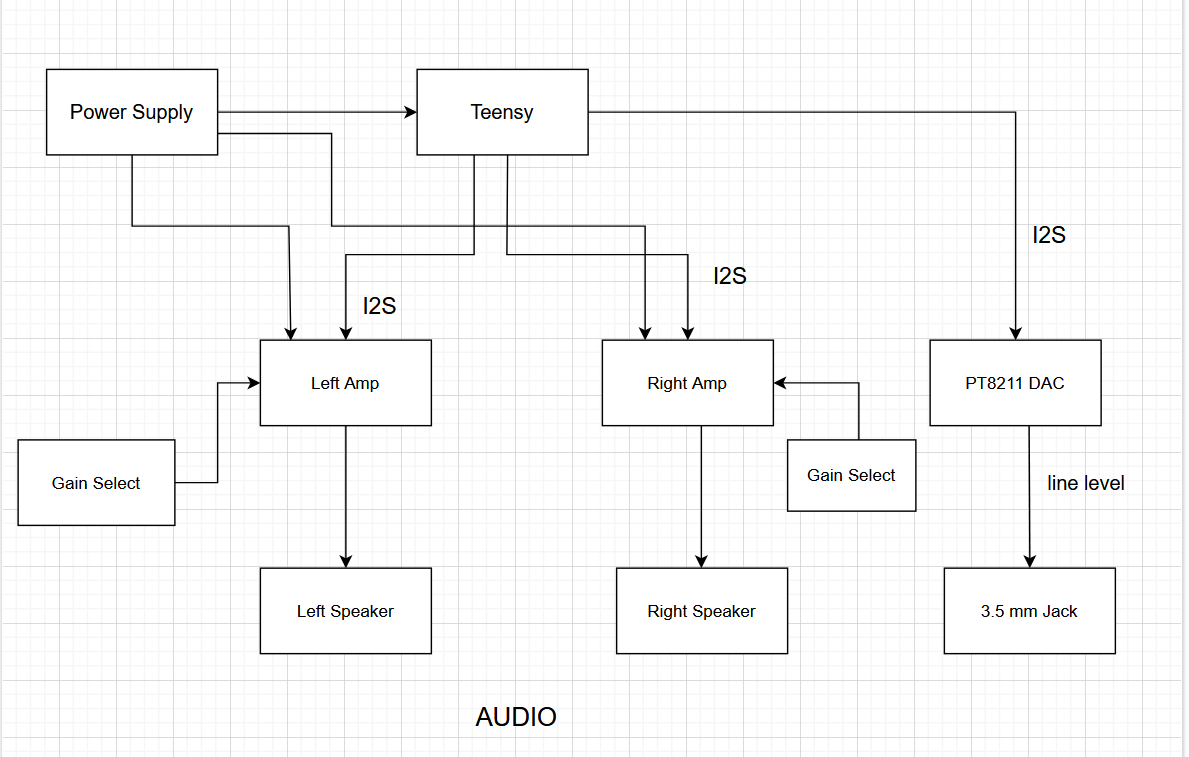 Power Supply
Teensy
I2S
I2S
I2S
Left Amp
Right Amp
PT8211 DAC
Gain Select
Gain Select
line level
Left Speaker
Right Speaker
3.5 mm Jack
AUDIO